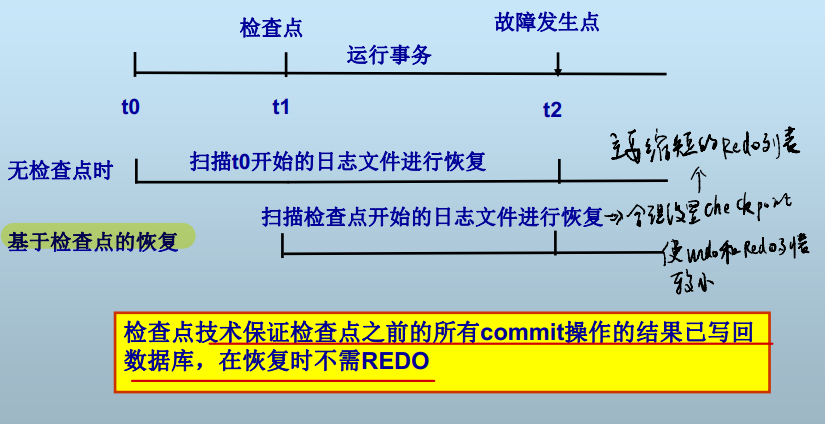 检查点
故障发生点
运行事务
t0
t1
t2
无检查点时
扫描t0开始的日志文件进行恢复
主要缩短的Redo列表
基于检查点的恢复
扫描检查点开始的日志文件进行恢复
合理设置checkpoint
使undo和Redo列表
较小
检查点技术保证检查点之前的所有commit操作的结果已写回
数据库，在恢复时不需REDO